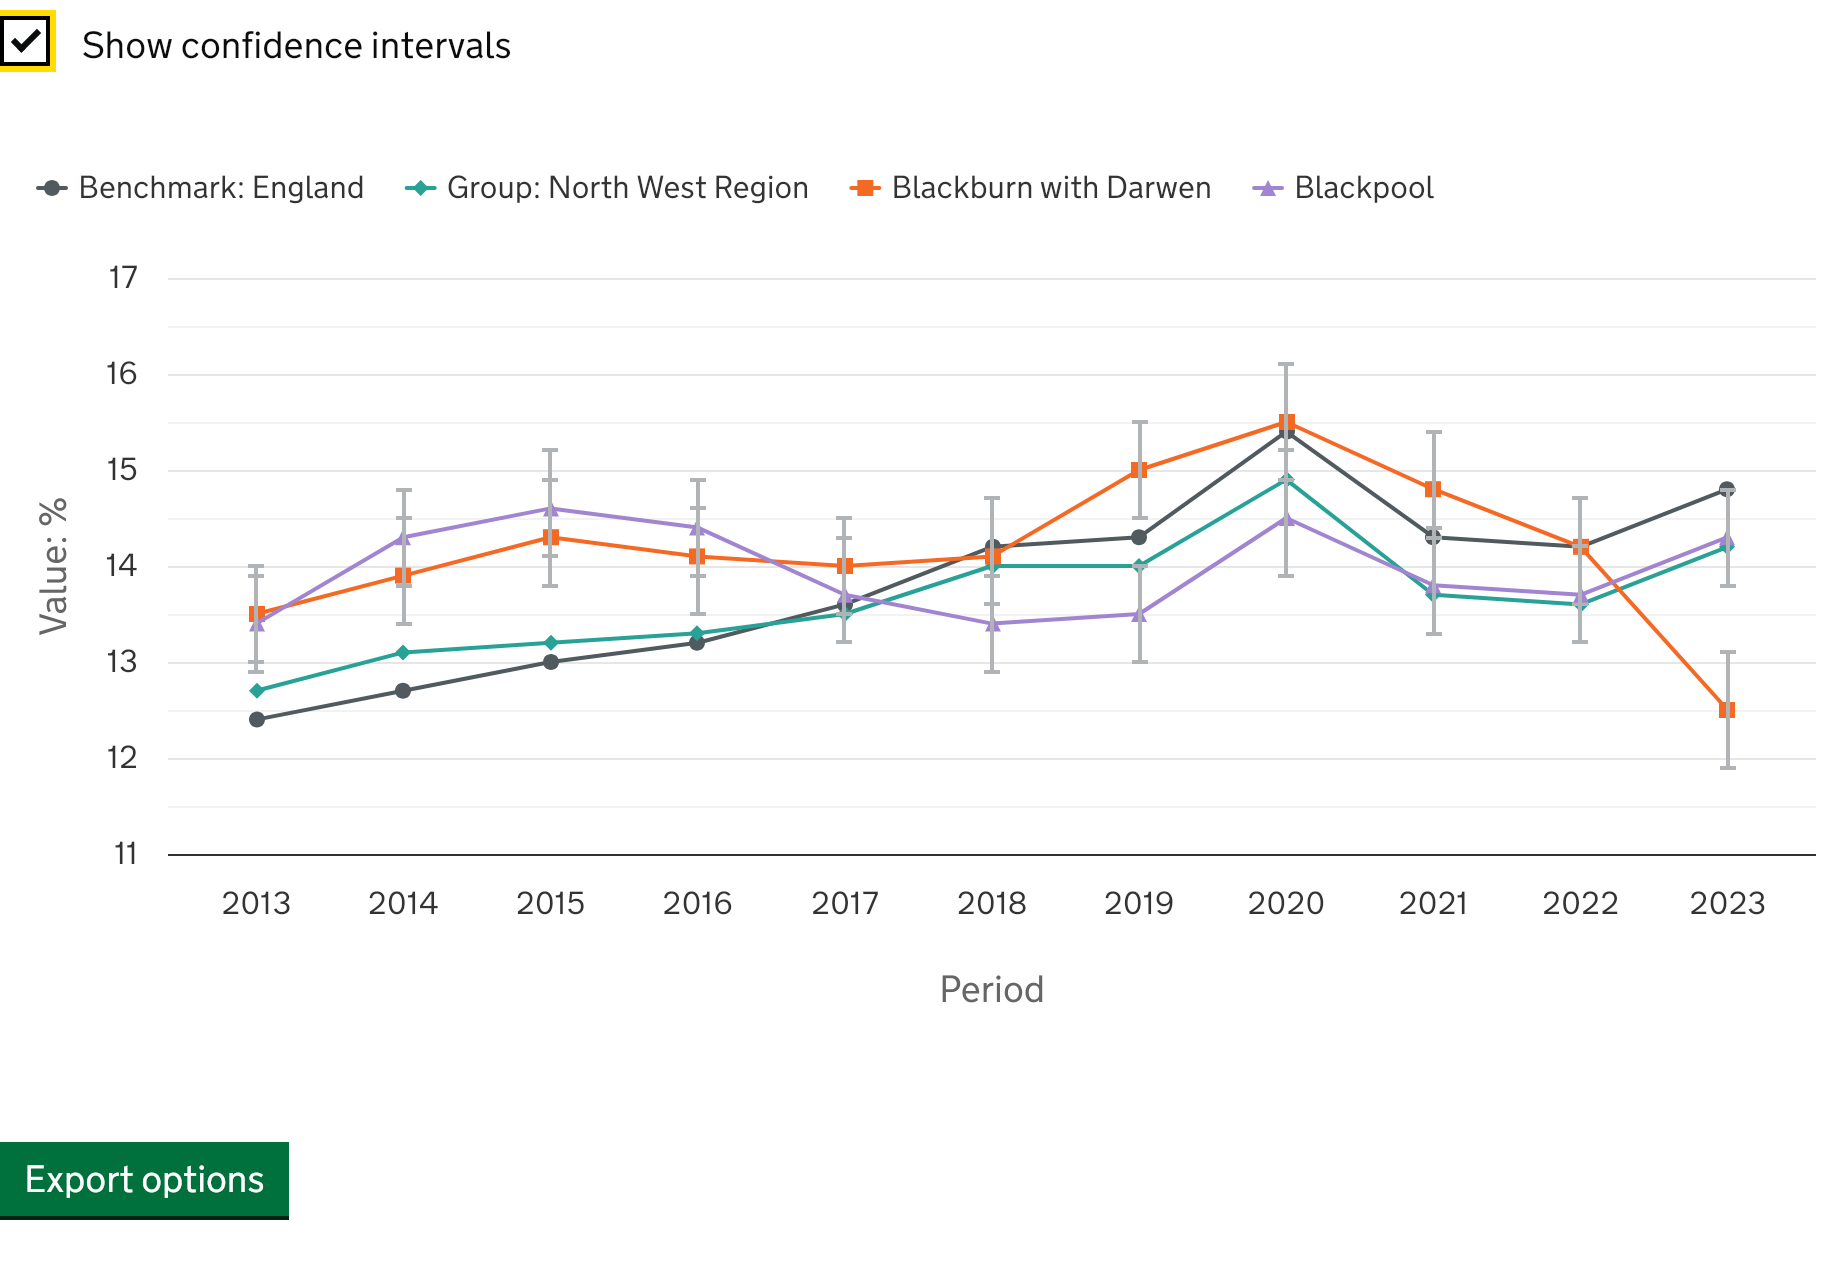 Show confidence intervals
Benchmark: England Group: North West Region Blackburn with Darwen Blackpool
17
16
15
14
13
12
11
Value: %
2013 2014 2015 2016 2017 2018 2019 2020 2021 2022 2023
Period
Export options